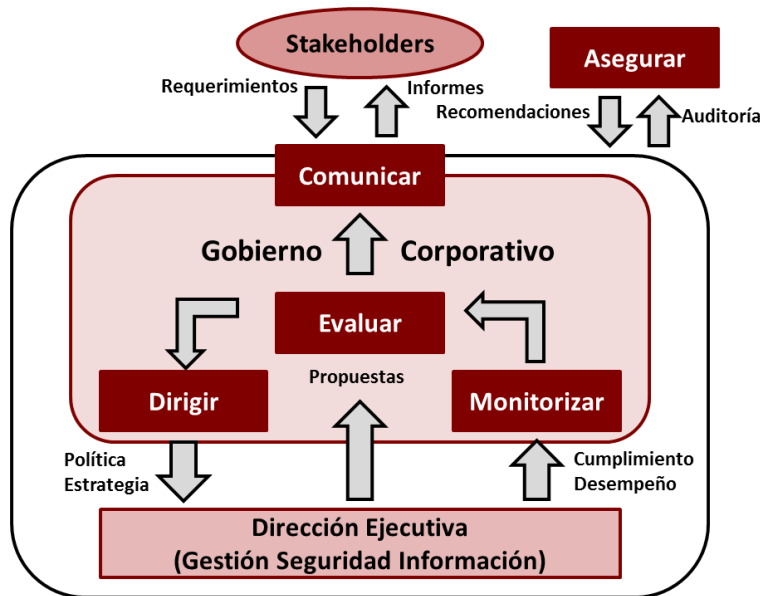 Stakeholders
Asegurar
Requerimientos
Informes
Recomendaciones
Auditoría
Comunicar
Gobierno Corporativo
Evaluar
Propuestas
Dirigir
Monitorizar
Política
Estrategia
Cumplimiento
Desempeño
Dirección Ejecutiva
(Gestión Seguridad Información)